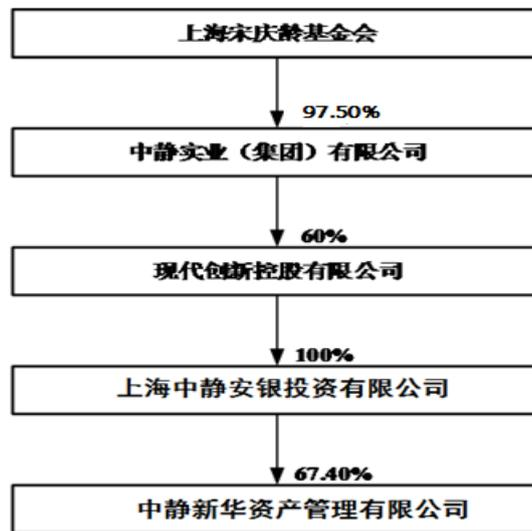 上海宋庆龄基金会
97.50%
中静实业（集团）有限公司
60%
现代创新控股有限公司
100%
上海中静安银投资有限公司
67.40%
中静新华资产管理有限公司